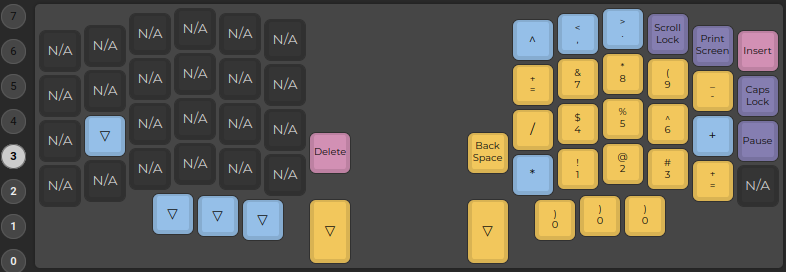 7
6
5
4
3
2
1
0
N/A
N/A
N/A
N/A
N/A
N/A
N/A
N/A
N/A
N/A
N/A
N/A
N/A
▽
N/A
N/A
N/A
N/A
Delete
N/A
N/A
N/A
N/A
N/A
N/A
▽
▽
▽
▽
^
<
,
>
.
Scroll
Lock
Print
Screen
Insert
+
=
&
7
*
8
(
9
_
-
Caps
Lock
Back
Space
/
$
4
%
5
^
6
+
Pause
*
!
1
@
2
#
3
+
=
N/A
▽
)
0
)
0
)
0